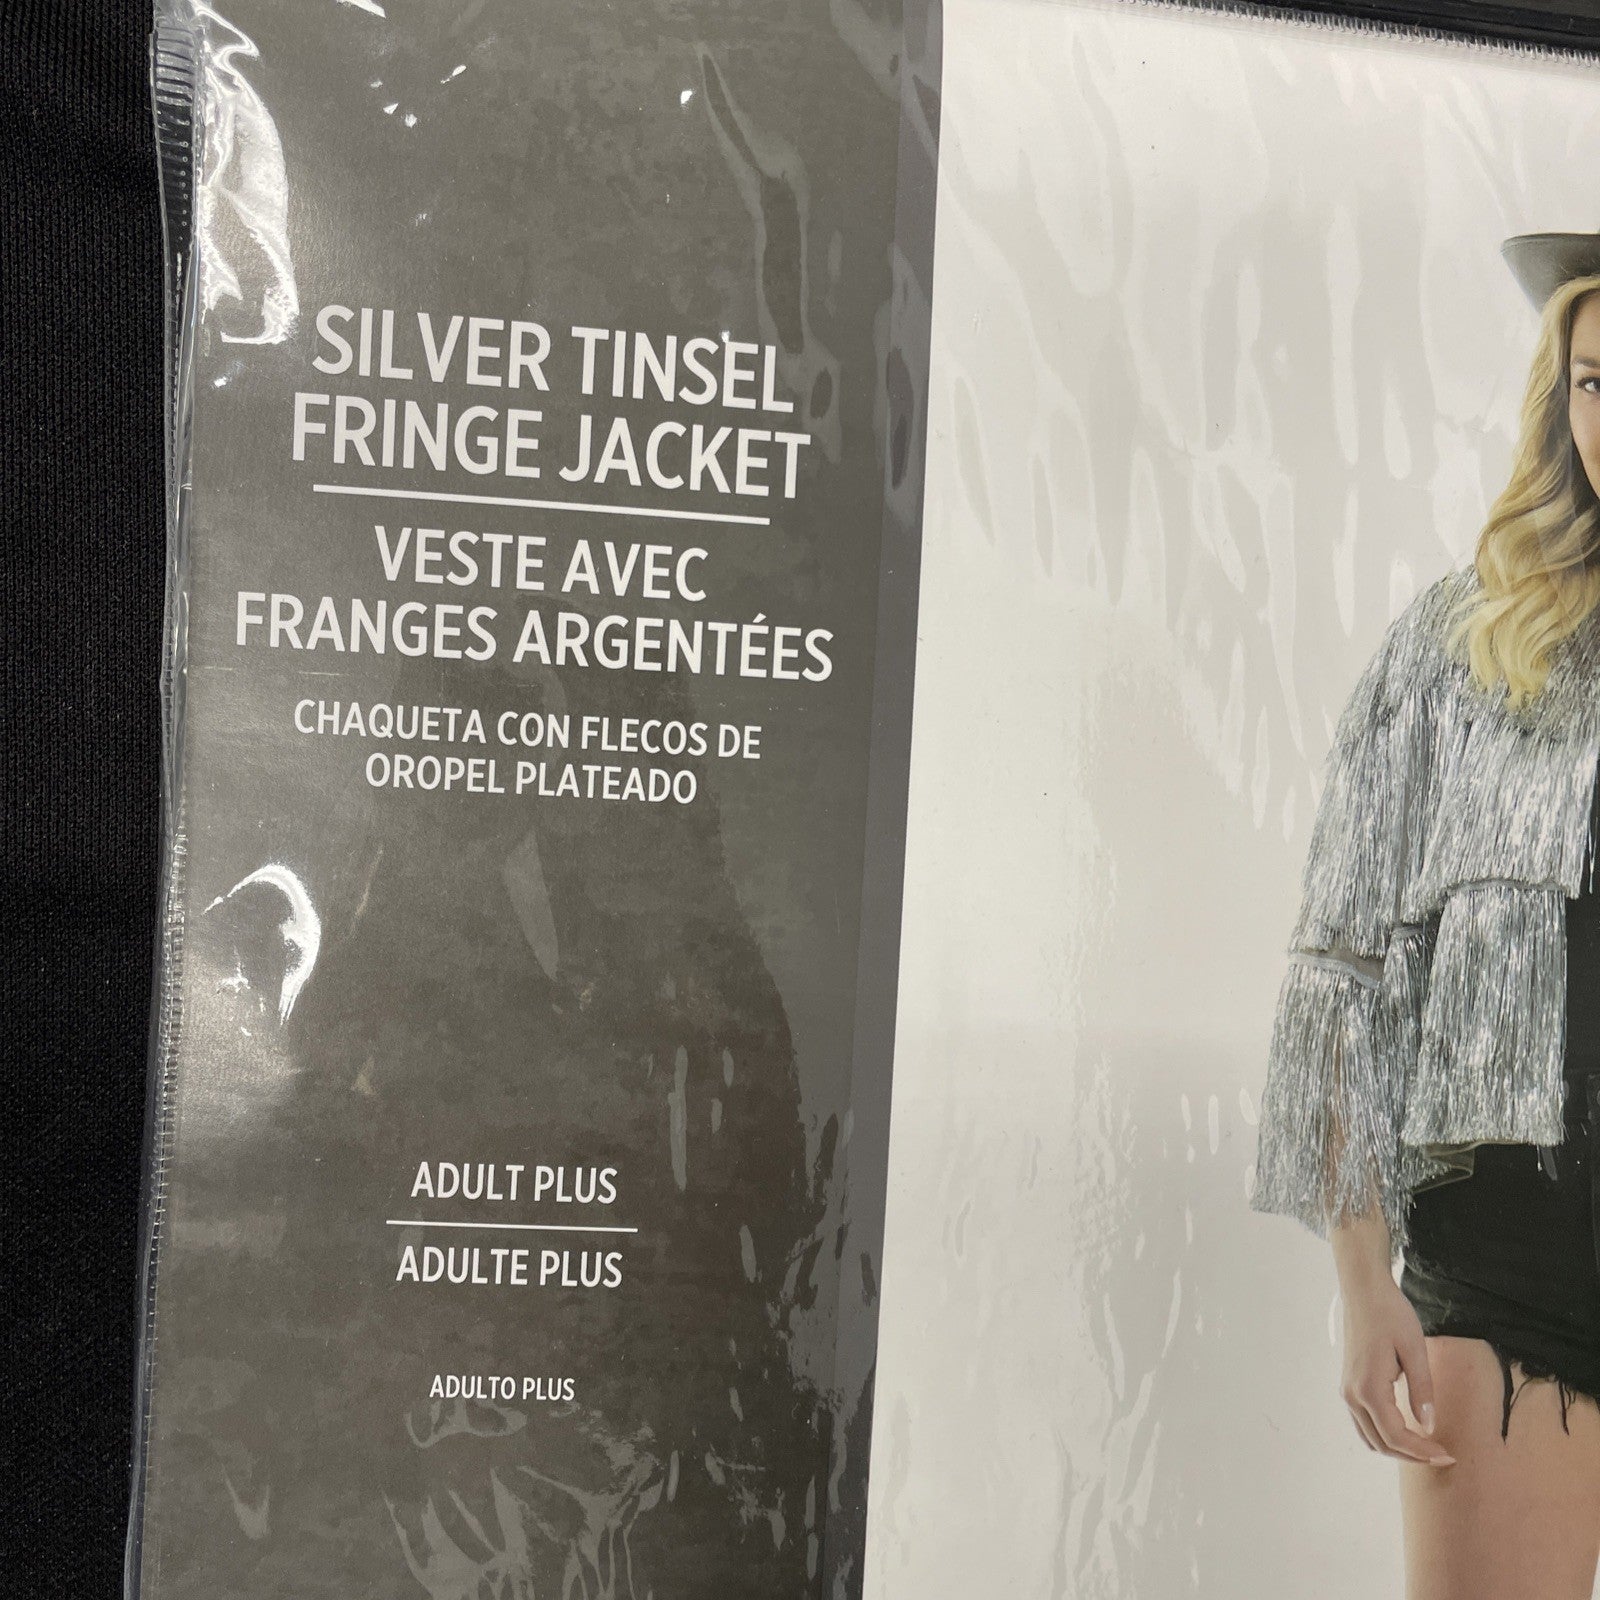 SILVER TINSEL
FRINGE JACKET
VESTE AVEC
FRANGES ARGENTÉES
CHAQUETA CON FLECOS DE
OROPEL PLATEADO
ADULT PLUS
ADULTE PLUS
ADULTO PLUS